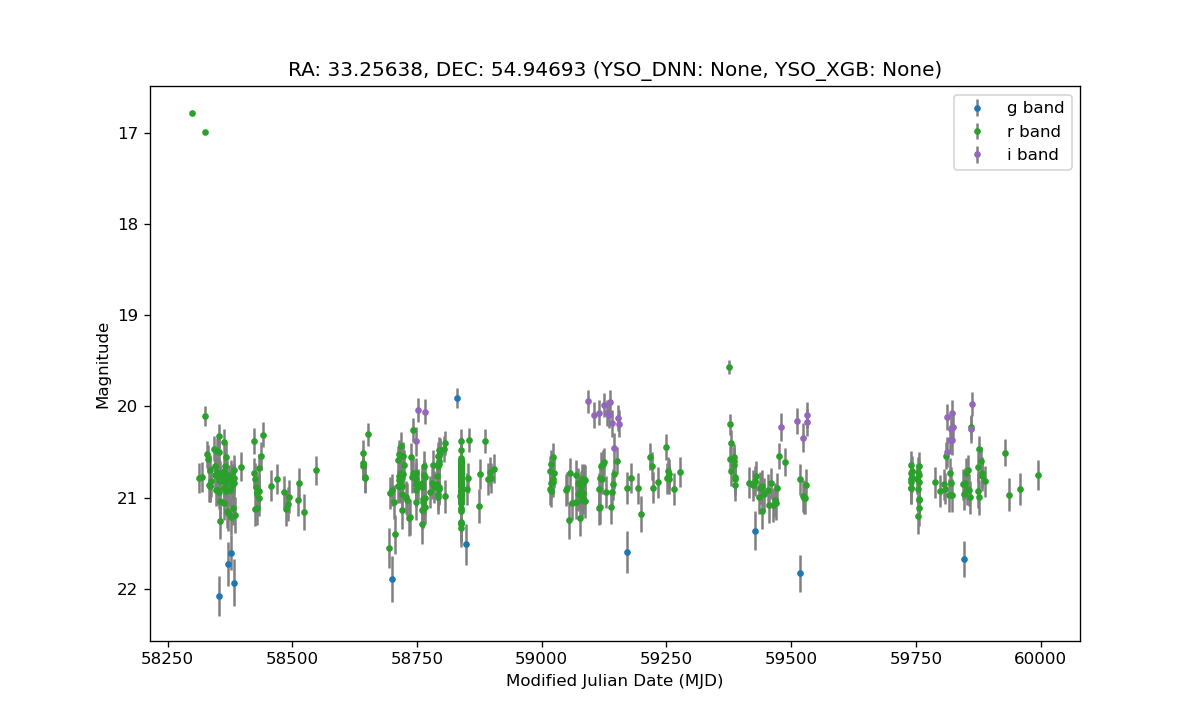 RA: 33.25638, DEC: 54.94693 (YSO_DNN: None, YSO_XGB: None)
g band
r band
i band
17
18
19
20
21
22
Magnitude
58250 58500 58750 59000 59250 59500 59750 60000
Modified Julian Date (MJD)